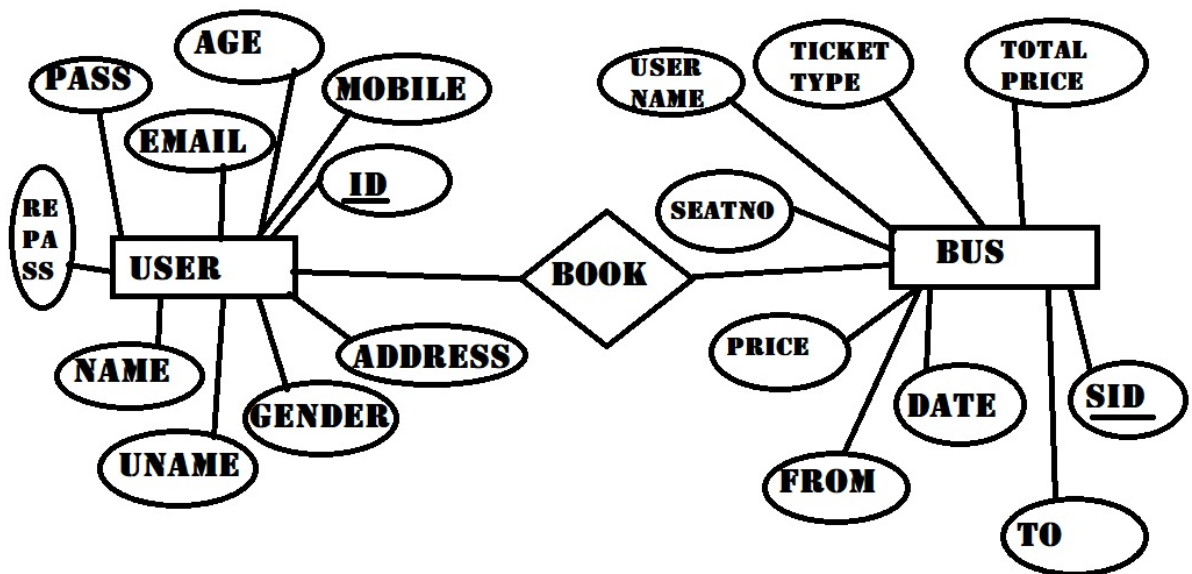 AGE
PASS
MOBILE
EMAIL
ID
RE
PA
SS
USER
NAME
UNAME
GENDER
ADDRESS
BOOK
USER
NAME
TICKET
TYPE
TOTAL
PRICE
SEATNO
BUS
PRICE
DATE
SID
FROM
TO